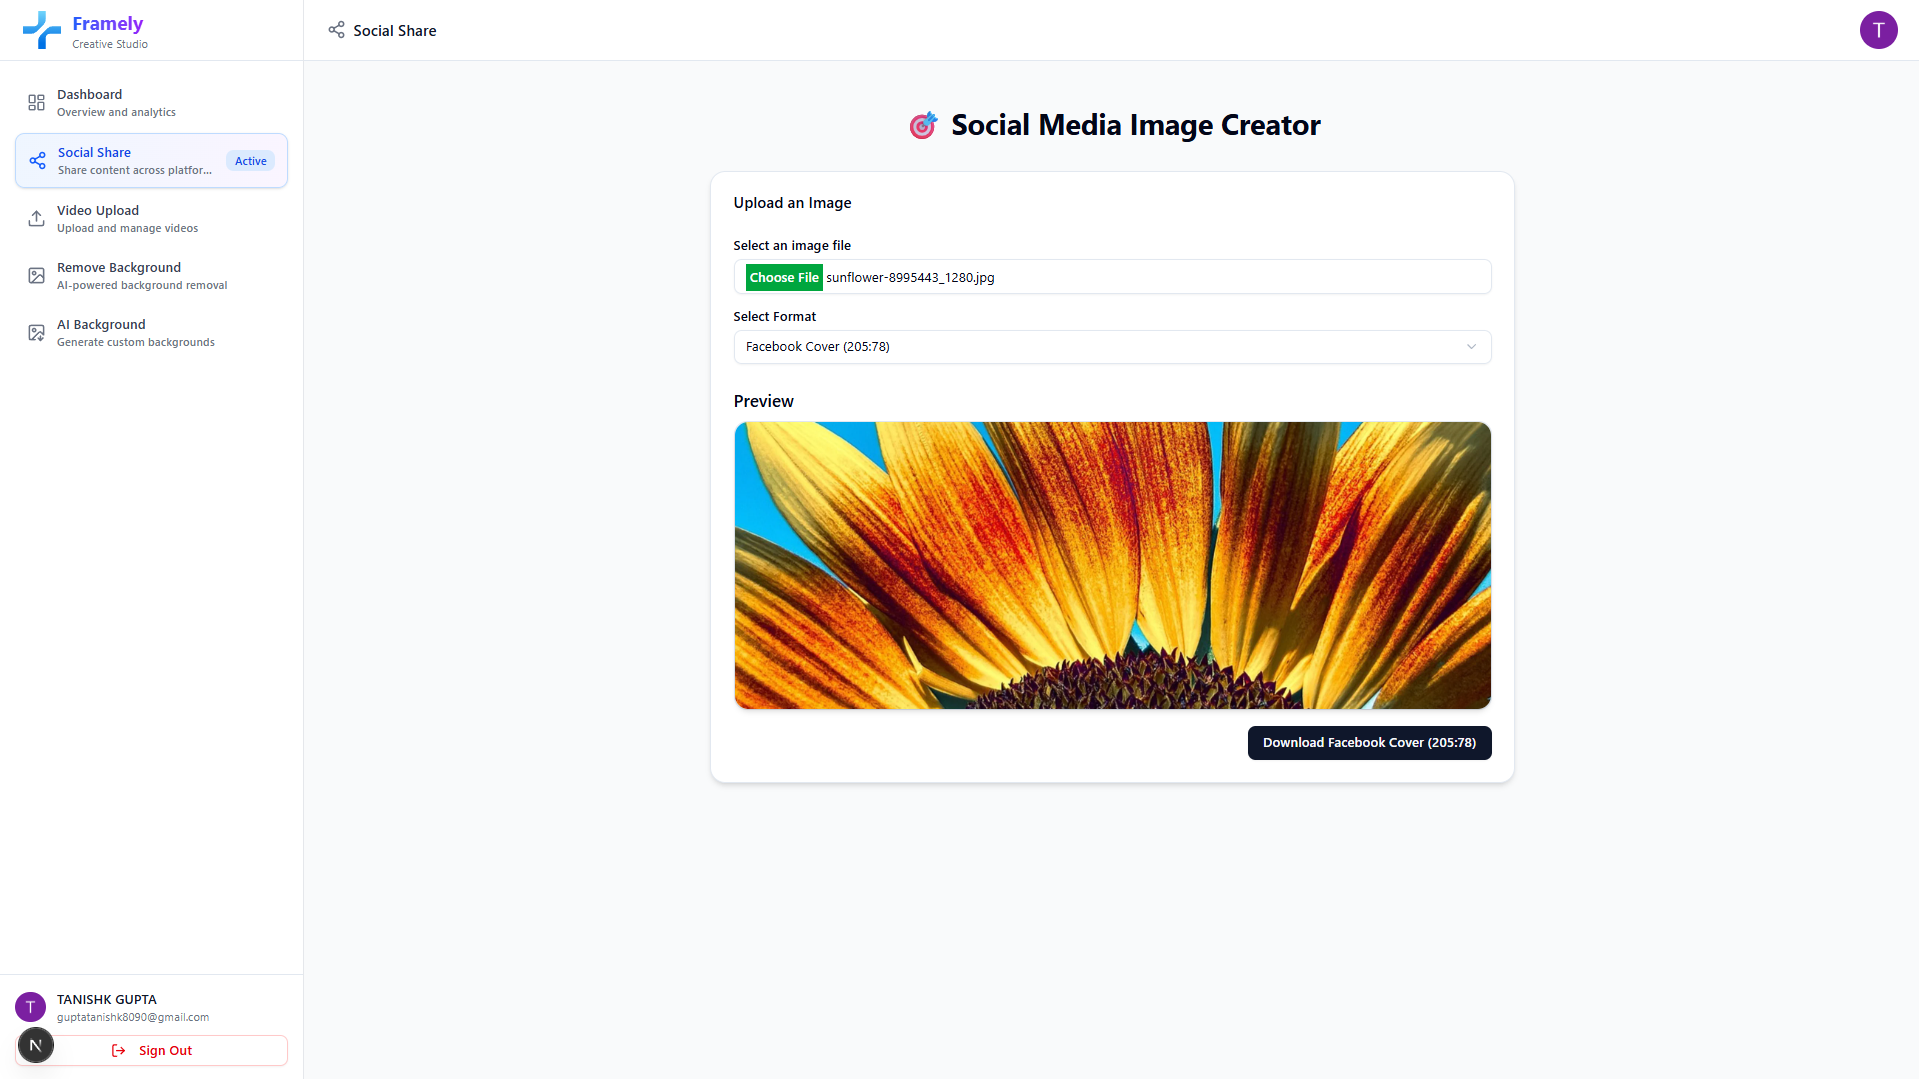 Framely
Creative Studio
Social Share
T
Dashboard
Overview and analytics
Social Share
Share content across platfor...
Active
Video Upload
Upload and manage videos
Remove Background
AI-powered background removal
AI Background
Generate custom backgrounds
Social Media Image Creator
Upload an Image
Select an image file
Choose File sunflower-8995443_1280.jpg
Select Format
Facebook Cover (205:78)
Preview
Download Facebook Cover (205:78)
T
TANISHK GUPTA
guptatanishk8090@gmail.com
N
Sign Out